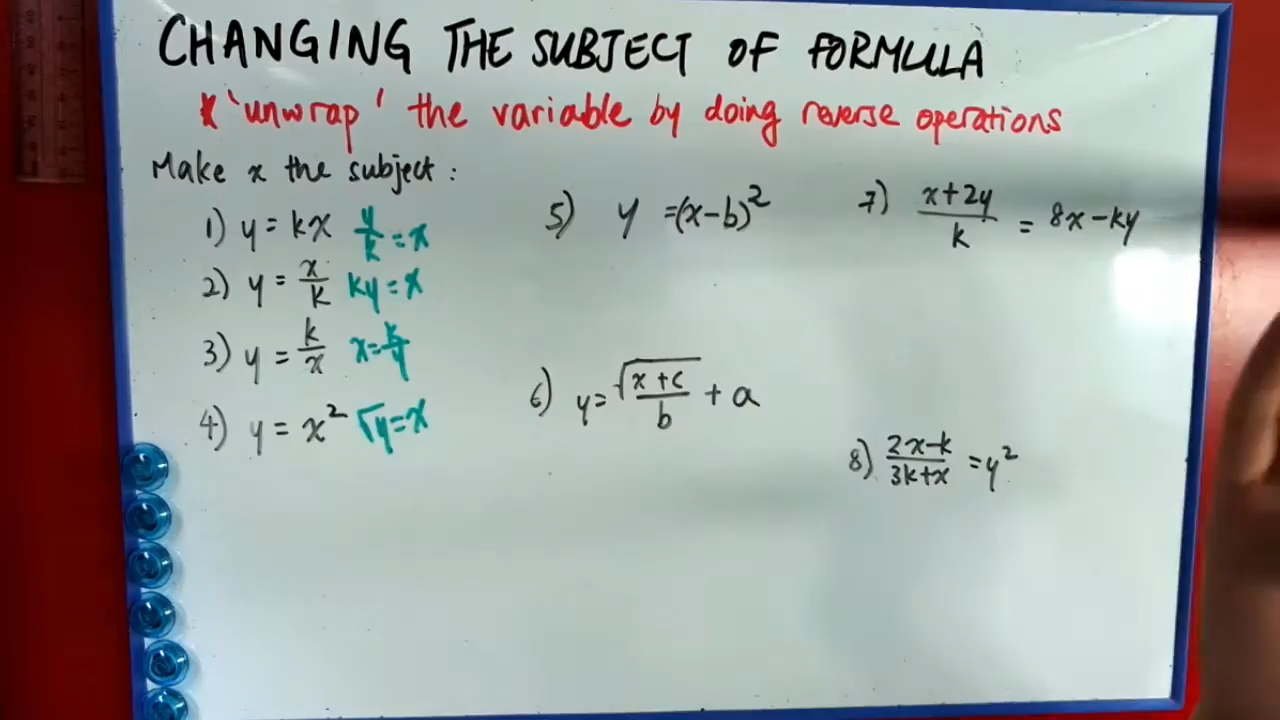 CHANGING THE SUBJECT OF FORMULA
* 'unwrap' the variable by doing reverse operations
Make x the subject :
1) y = kx y/k = x
2) y = x/k ky = x
3) y = k/x x = k/y
4) y = x² √y = x
5) y = (x-b)²
6) y = √(x+c)/b + a
7) (x+2y)/k = 8x - ky
8) (2x-k)/(3k+x) = y²